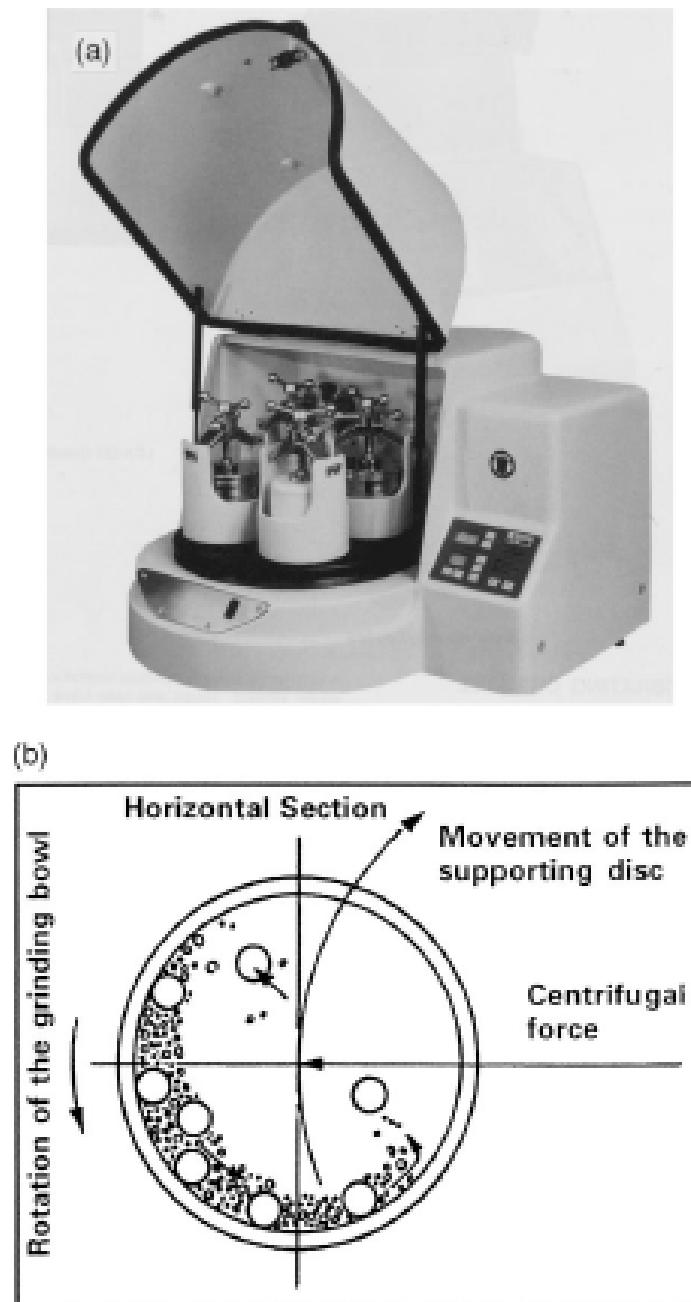 (a)
(b)
Horizontal Section
Movement of the
supporting disc
Rotation of the grinding bowl
Centrifugal
force